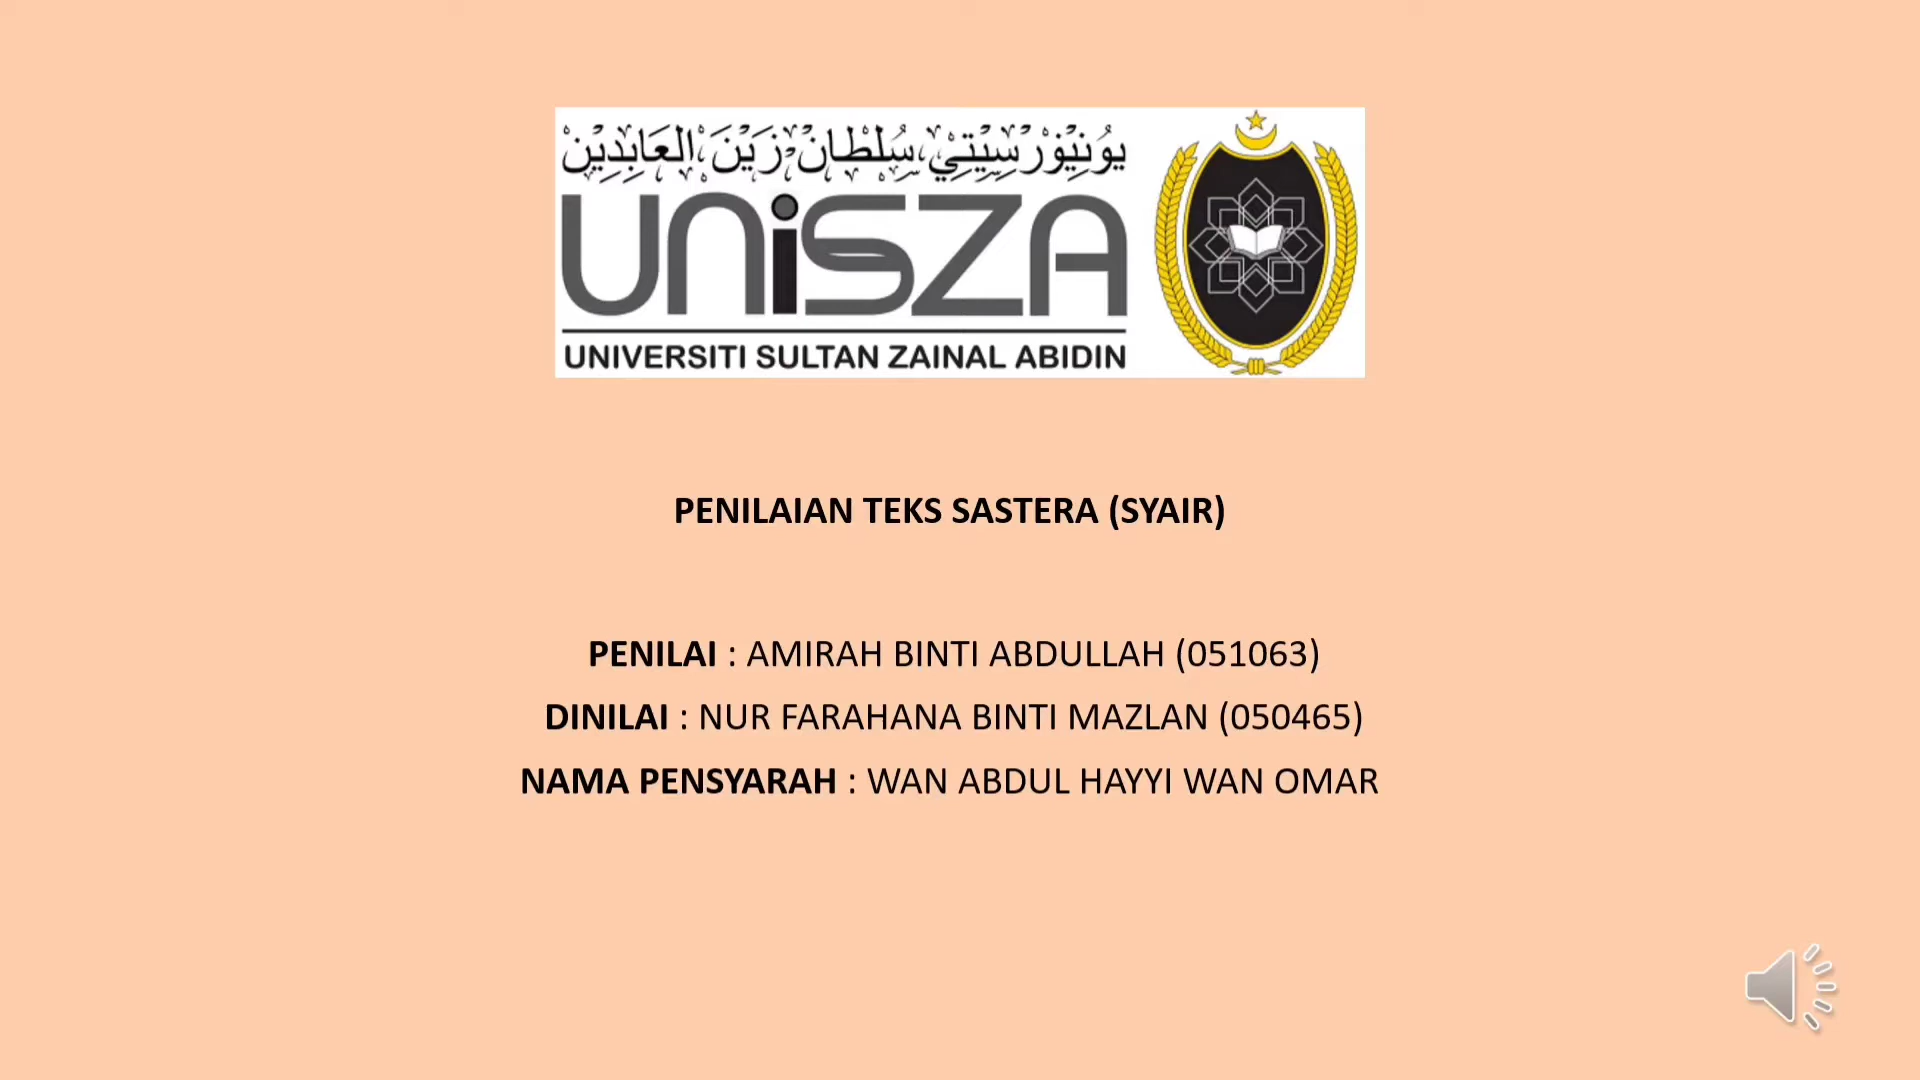 يونيۏرسيتي سلطان زين العابدين
UNiSZA
UNIVERSITI SULTAN ZAINAL ABIDIN
PENILAIAN TEKS SASTERA (SYAIR)
PENILAI : AMIRAH BINTI ABDULLAH (051063)
DINILAI : NUR FARAHANA BINTI MAZLAN (050465)
NAMA PENSYARAH : WAN ABDUL HAYYI WAN OMAR